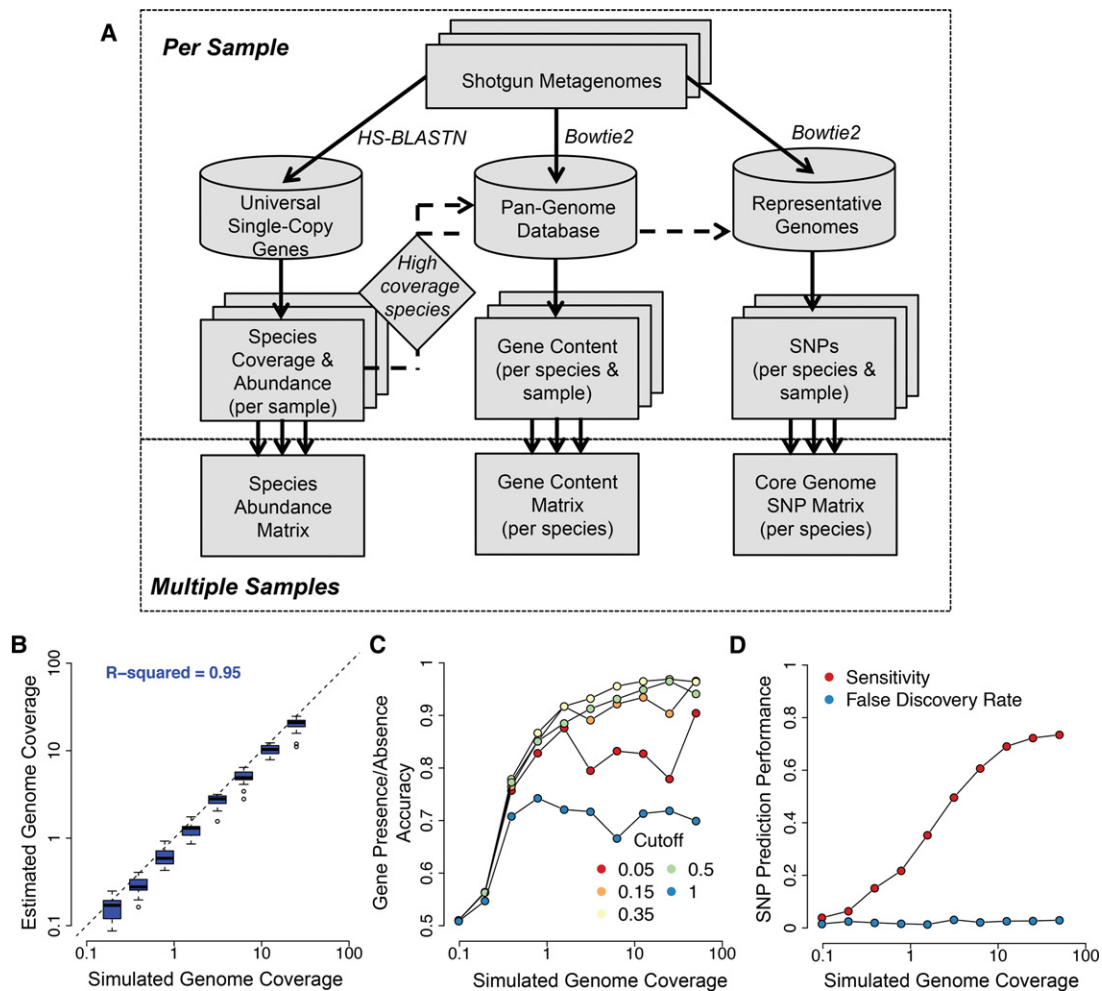 A
Per Sample
Shotgun Metagenomes
HS-BLASTN
Bowtie2
Bowtie2
Universal
Single-Copy
Genes
Pan-Genome
Database
Representative
Genomes
High
coverage
species
Species
Coverage &
Abundance
(per sample)
Gene Content
(per species &
sample)
SNPs
(per species &
sample)
Species
Abundance
Matrix
Gene Content
Matrix
(per species)
Core Genome
SNP Matrix
(per species)
Multiple Samples
B
R-squared = 0.95
Estimated Genome Coverage
100
10
1
0.1
0.1 1 10 100
Simulated Genome Coverage
C
Gene Presence/Absence
Accuracy
1
0.9
0.8
0.7
0.6
0.5
Cutoff
0.05
0.15
0.35
0.5
1
0.1 1 10 100
Simulated Genome Coverage
D
Sensitivity
False Discovery Rate
SNP Prediction Performance
1
0.8
0.6
0.4
0.2
0
0.1 1 10 100
Simulated Genome Coverage